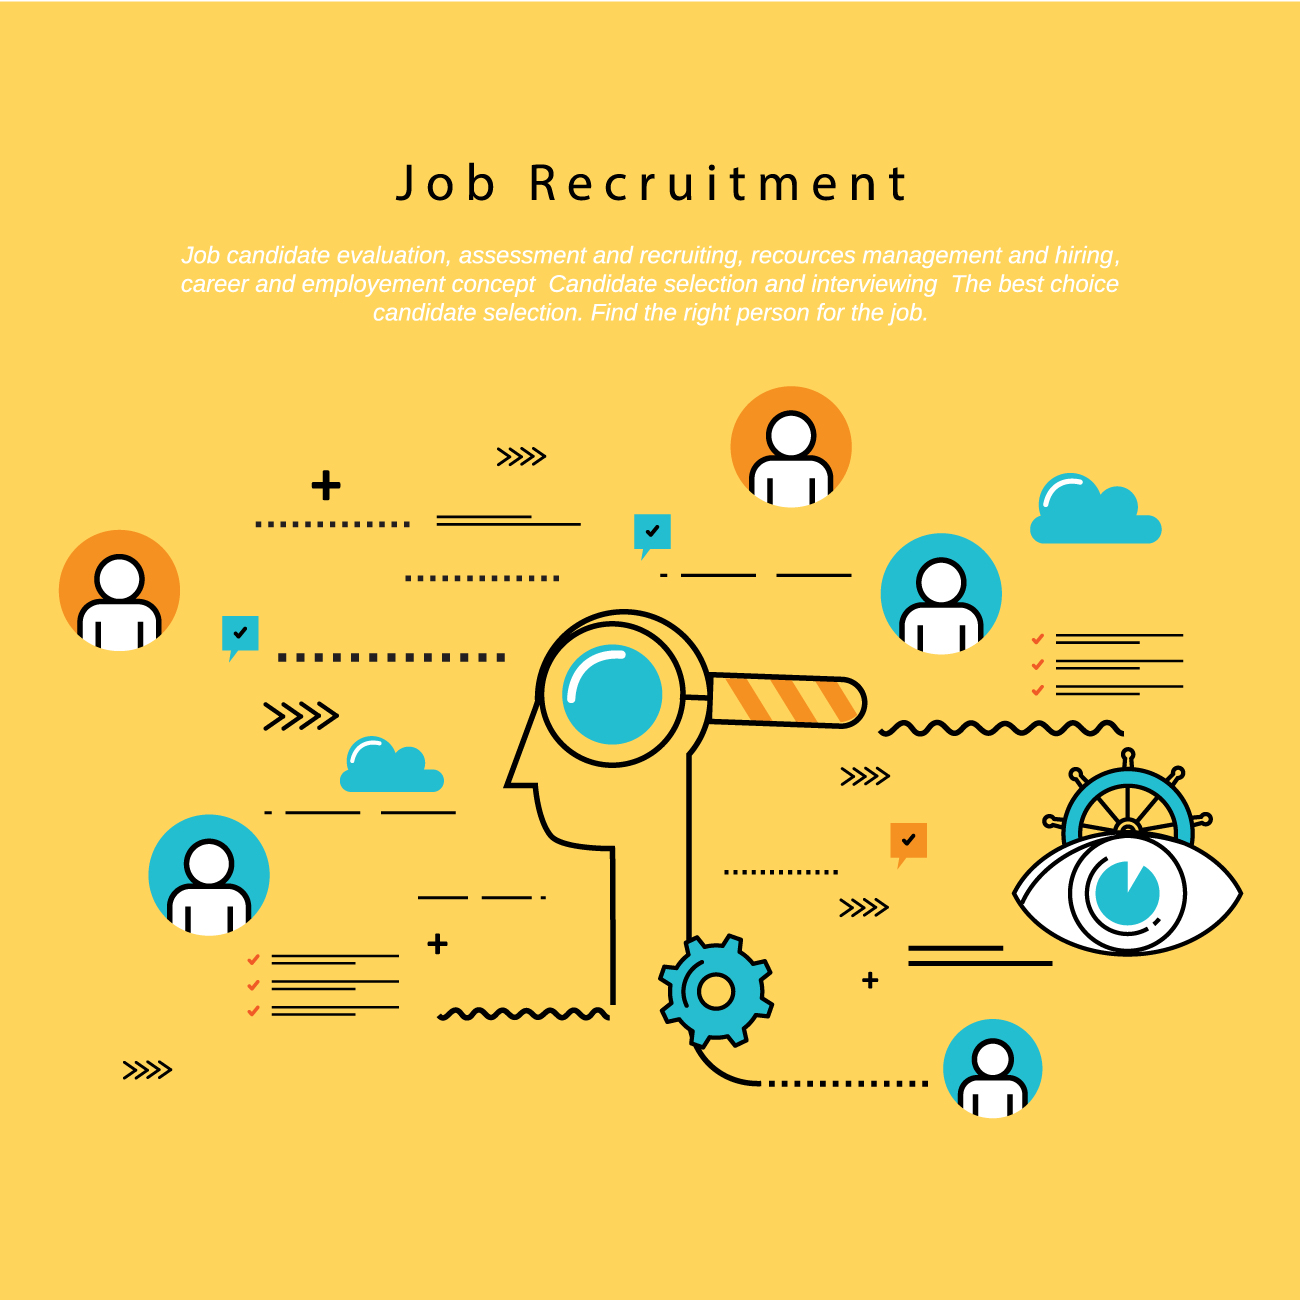 Job Recruitment
Job candidate evaluation, assessment and recruiting, recources management and hiring,
career and employement concept  Candidate selection and interviewing  The best choice
candidate selection. Find the right person for the job.